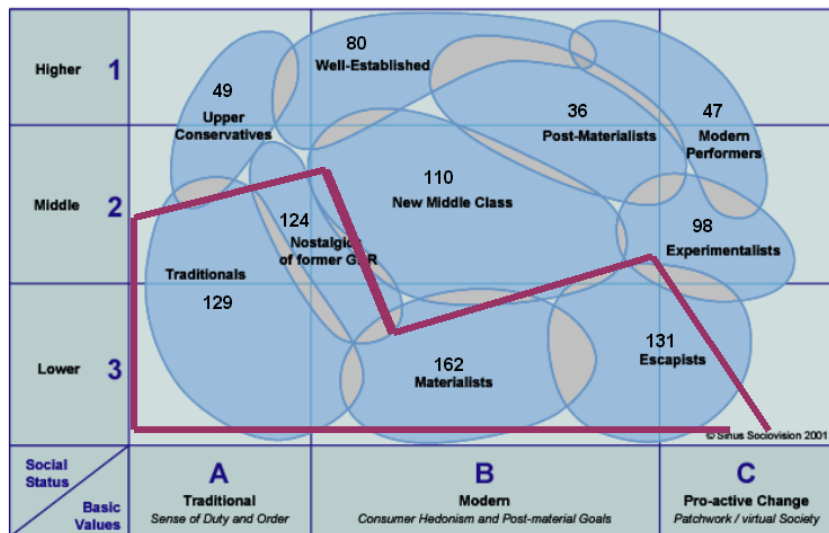 Higher 1
80
Well-Established
49
Upper
Conservatives
36
Post-Materialists
47
Modern
Performers
Middle 2
110
New Middle Class
124
Nostalgics
of former GDR
98
Experimentalists
Traditionals
129
Lower 3
162
Materialists
131
Escapists
© Sinus Sociovision 2001
Social
Status
Basic
Values
A
Traditional
Sense of Duty and Order
B
Modern
Consumer Hedonism and Post-material Goals
C
Pro-active Change
Patchwork / virtual Society